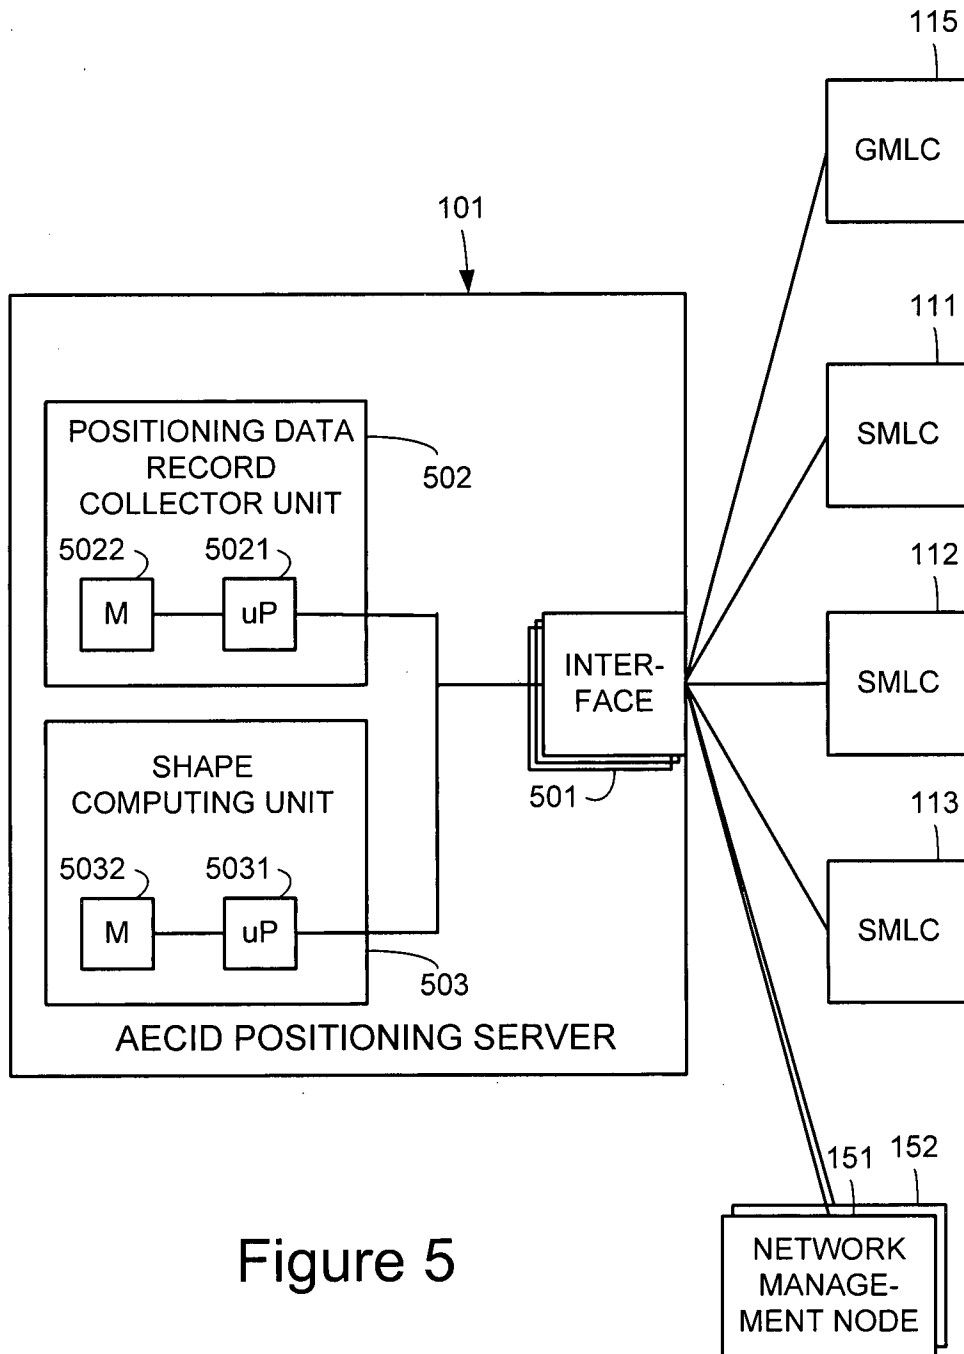 115
GMLC
101
111
SMLC
POSITIONING DATA
RECORD
COLLECTOR UNIT
502
5022
5021
M
uP
112
SMLC
INTER-
FACE
501
SHAPE
COMPUTING UNIT
5032
5031
M
uP
503
113
SMLC
AECID POSITIONING SERVER
151
152
NETWORK
MANAGE-
MENT NODE
Figure 5